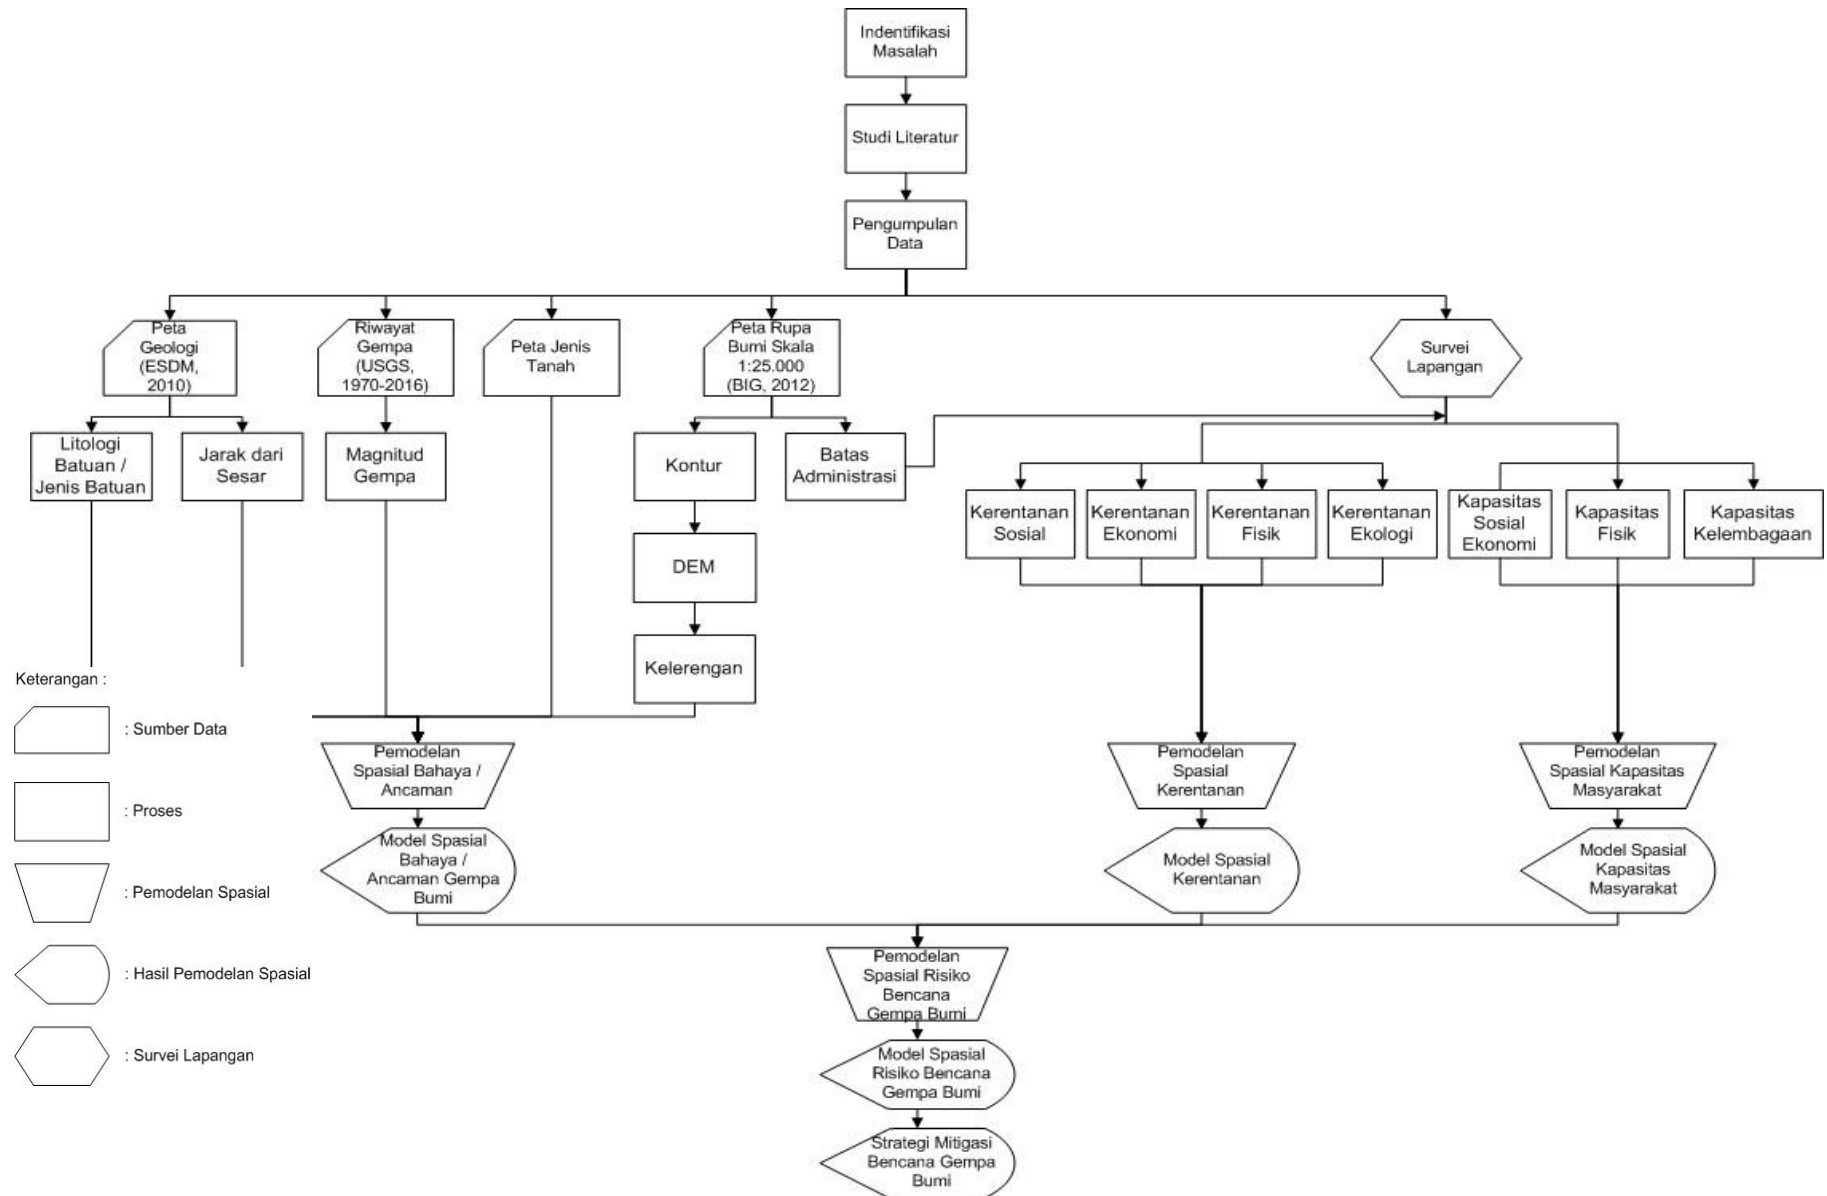 Indentifikasi
Masalah
Studi Literatur
Pengumpulan
Data
Peta
Geologi
(ESDM,
2010)
Riwayat
Gempa
(USGS,
1970-2016)
Peta Jenis
Tanah
Peta Rupa
Bumi Skala
1:25.000
(BIG, 2012)
Survei
Lapangan
Litologi
Batuan /
Jenis Batuan
Jarak dari
Sesar
Magnitud
Gempa
Kontur
Batas
Administrasi
Kerentanan
Sosial
Kerentanan
Ekonomi
Kerentanan
Fisik
Kerentanan
Ekologi
Kapasitas
Sosial
Ekonomi
Kapasitas
Fisik
Kapasitas
Kelembagaan
DEM
Kelerengan
Keterangan :
: Sumber Data
: Proses
: Pemodelan Spasial
: Hasil Pemodelan Spasial
: Survei Lapangan
Pemodelan
Spasial Bahaya /
Ancaman
Pemodelan
Spasial
Kerentanan
Pemodelan
Spasial Kapasitas
Masyarakat
Model Spasial
Bahaya /
Ancaman Gempa
Bumi
Model Spasial
Kerentanan
Model Spasial
Kapasitas
Masyarakat
Pemodelan
Spasial Risiko
Bencana
Gempa Bumi
Model Spasial
Risiko Bencana
Gempa Bumi
Strategi Mitigasi
Bencana Gempa
Bumi